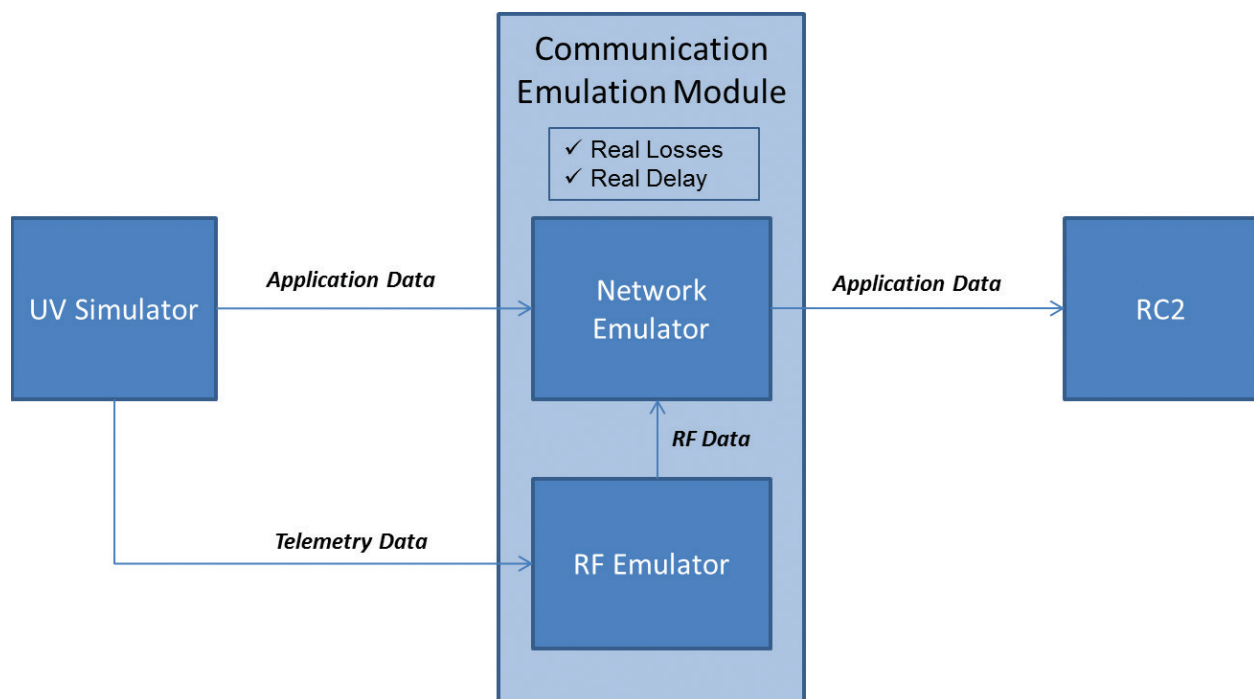 Communication
Emulation Module
✓ Real Losses
✓ Real Delay
UV Simulator
Application Data
Network
Emulator
Application Data
RC2
RF Data
Telemetry Data
RF Emulator